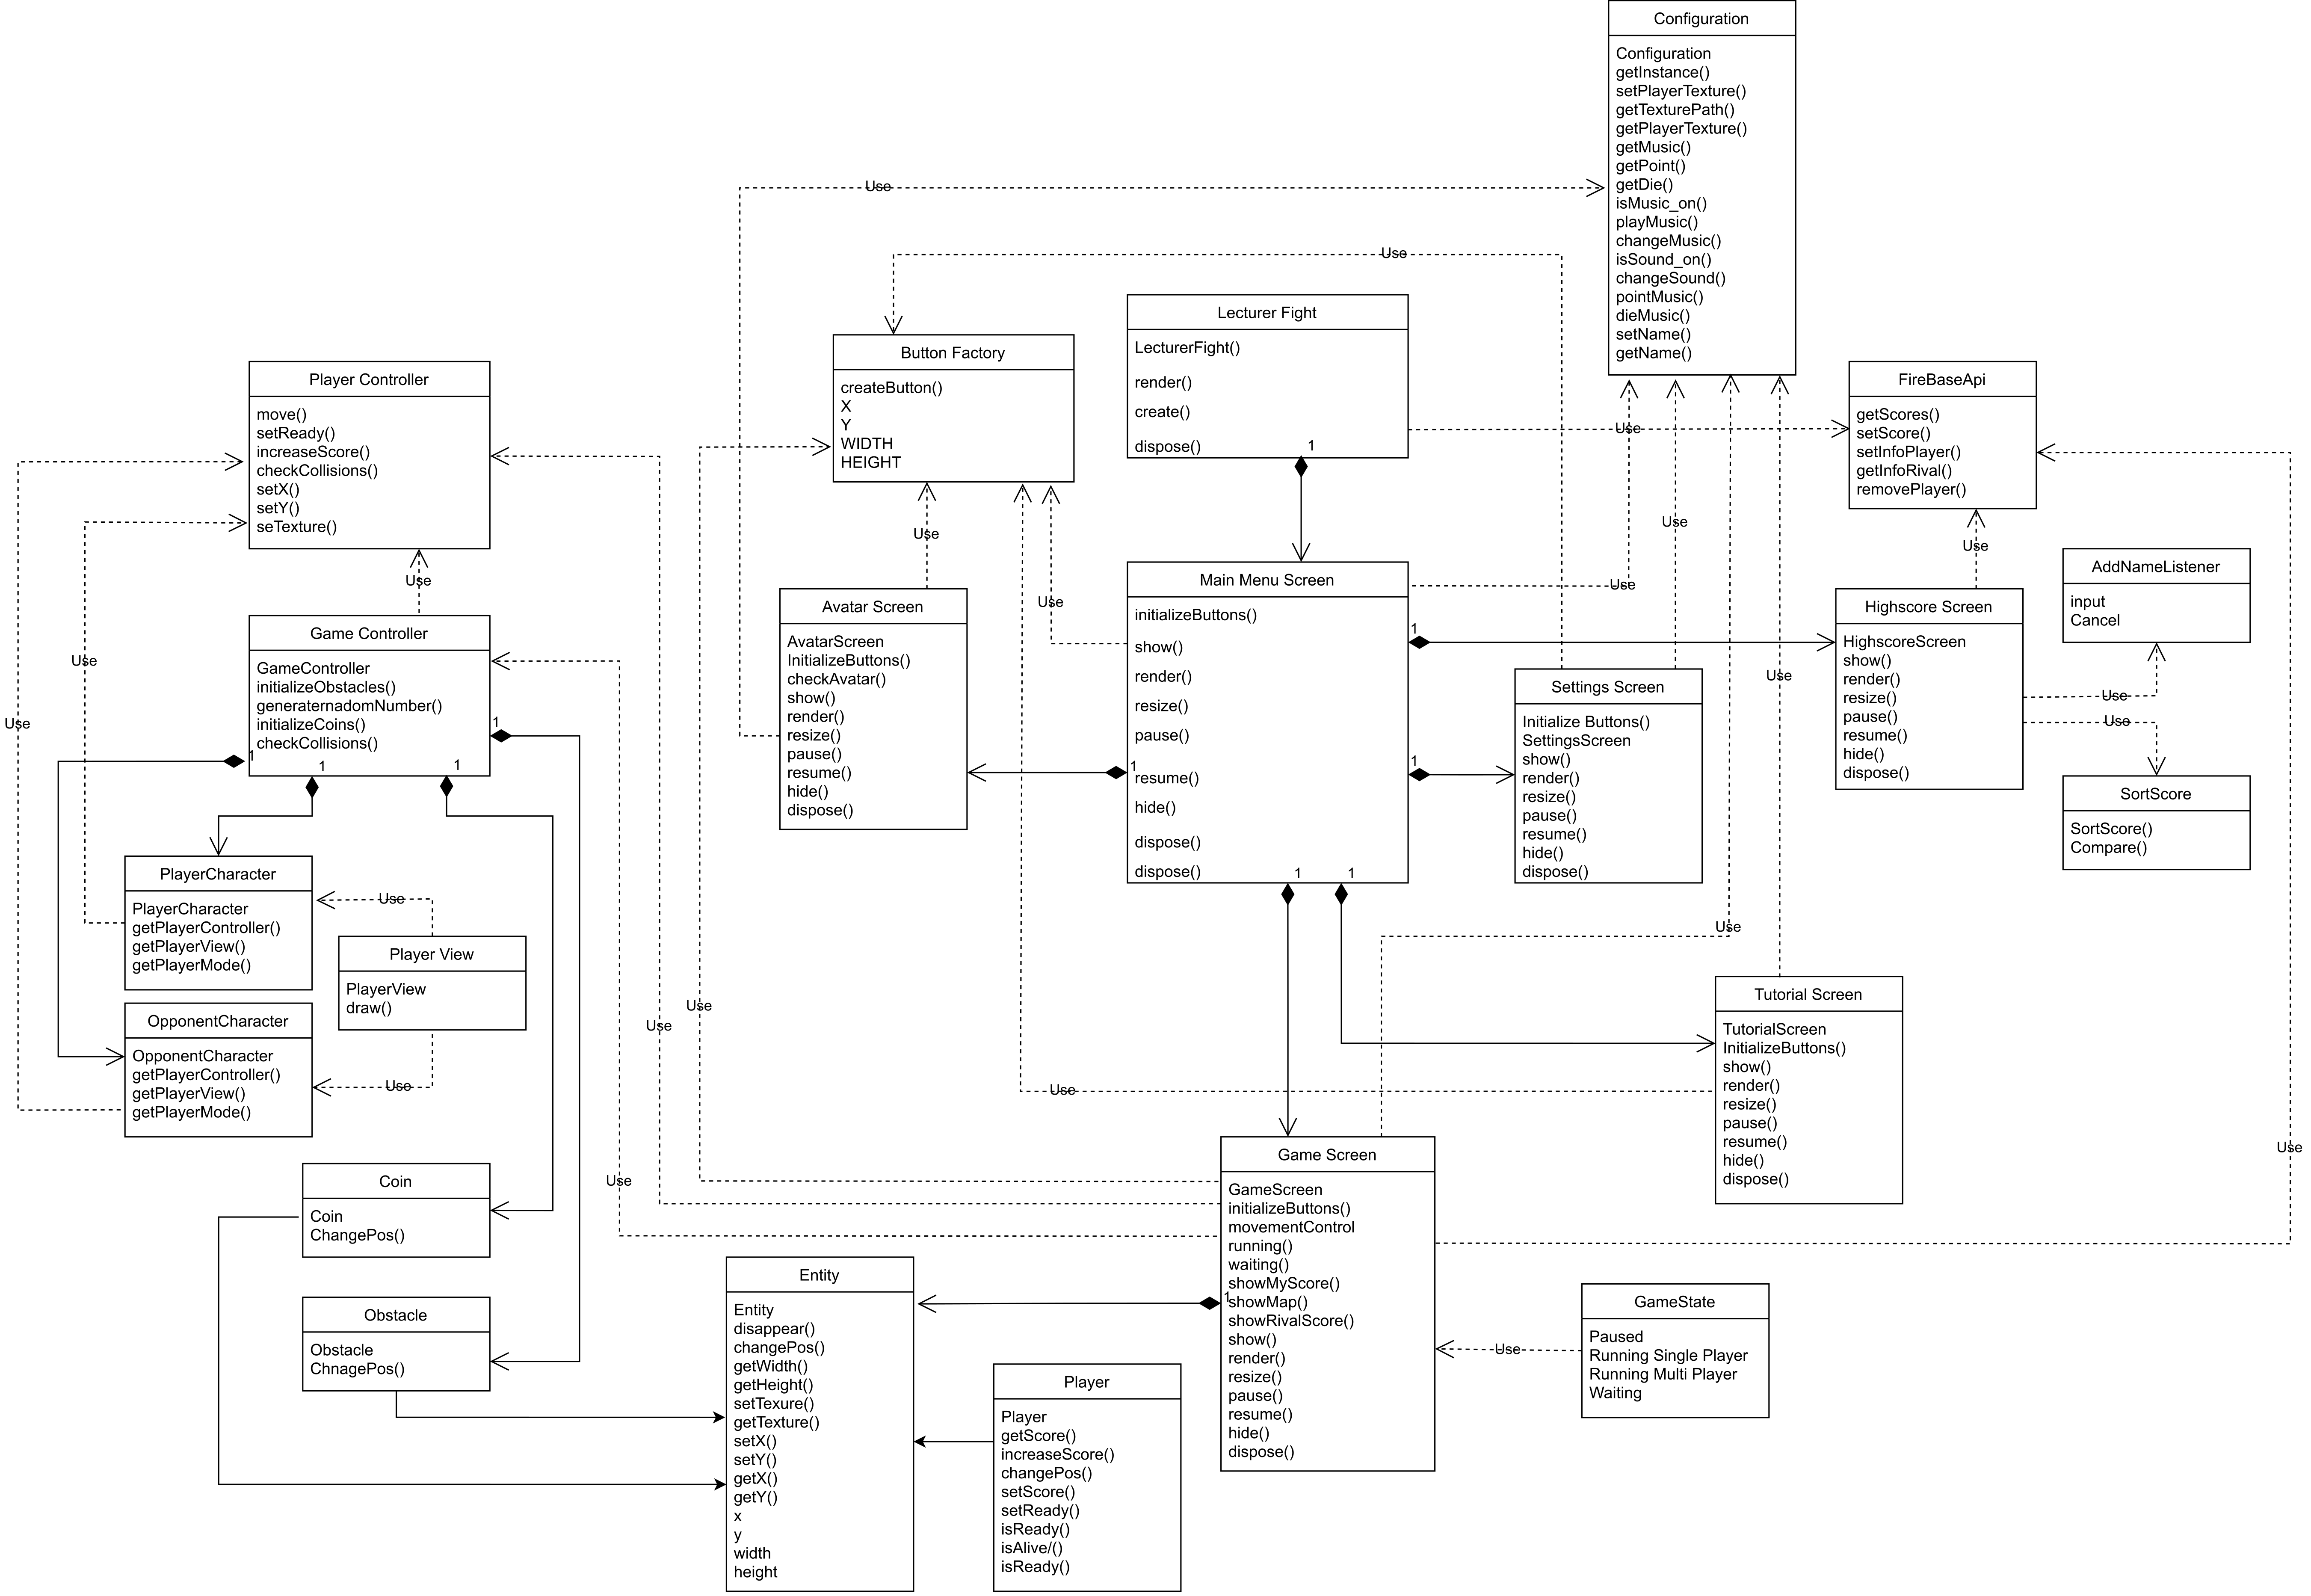 Configuration
Configuration
getInstance()
setPlayerTexture()
getTexturePath()
getPlayerTexture()
getMusic()
getPoint()
getDie()
isMusic_on()
playMusic()
changeMusic()
isSound_on()
changeSound()
pointMusic()
dieMusic()
setName()
getName()
Use
Use
Lecturer Fight
LecturerFight()
render()
create()
dispose()
1
Button Factory
createButton()
X
Y
WIDTH
HEIGHT
Player Controller
move()
setReady()
increaseScore()
checkCollisions()
setX()
setY()
seTexture()
FireBaseApi
getScores()
setScore()
setInfoPlayer()
getInfoRival()
removePlayer()
Use
Use
Use
Use
Use
Use
Use
Use
AddNameListener
input
Cancel
Game Controller
GameController
initializeObstacles()
generaternadomNumber()
initializeCoins()
checkCollisions()
1
1
1
1
Use
Use
Avatar Screen
AvatarScreen
InitializeButtons()
checkAvatar()
show()
render()
resize()
pause()
resume()
hide()
dispose()
Main Menu Screen
initializeButtons()
show()
render()
resize()
pause()
resume()
hide()
dispose()
dispose()
1
1
1
1
1
Settings Screen
Initialize Buttons()
SettingsScreen
show()
render()
resize()
pause()
resume()
hide()
dispose()
Use
Highscore Screen
HighscoreScreen
show()
render()
resize()
pause()
resume()
hide()
dispose()
Use
Use
SortScore
SortScore()
Compare()
PlayerCharacter
PlayerCharacter
getPlayerController()
getPlayerView()
getPlayerMode()
Use
Player View
PlayerView
draw()
Use
OpponentCharacter
OpponentCharacter
getPlayerController()
getPlayerView()
getPlayerMode()
Use
Use
Use
Use
Use
Use
Tutorial Screen
TutorialScreen
InitializeButtons()
show()
render()
resize()
pause()
resume()
hide()
dispose()
Coin
Coin
ChangePos()
Obstacle
Obstacle
ChnagePos()
Game Screen
GameScreen
initializeButtons()
movementControl
running()
waiting()
showMyScore()
showMap()
showRivalScore()
show()
render()
resize()
pause()
resume()
hide()
dispose()
1
Entity
Entity
disappear()
changePos()
getWidth()
getHeight()
setTexure()
getTexture()
setX()
setY()
getX()
getY()
x
y
width
height
Player
Player
getScore()
increaseScore()
changePos()
setScore()
setReady()
isReady()
isAlive/()
isReady()
Use
GameState
Paused
Running Single Player
Running Multi Player
Waiting